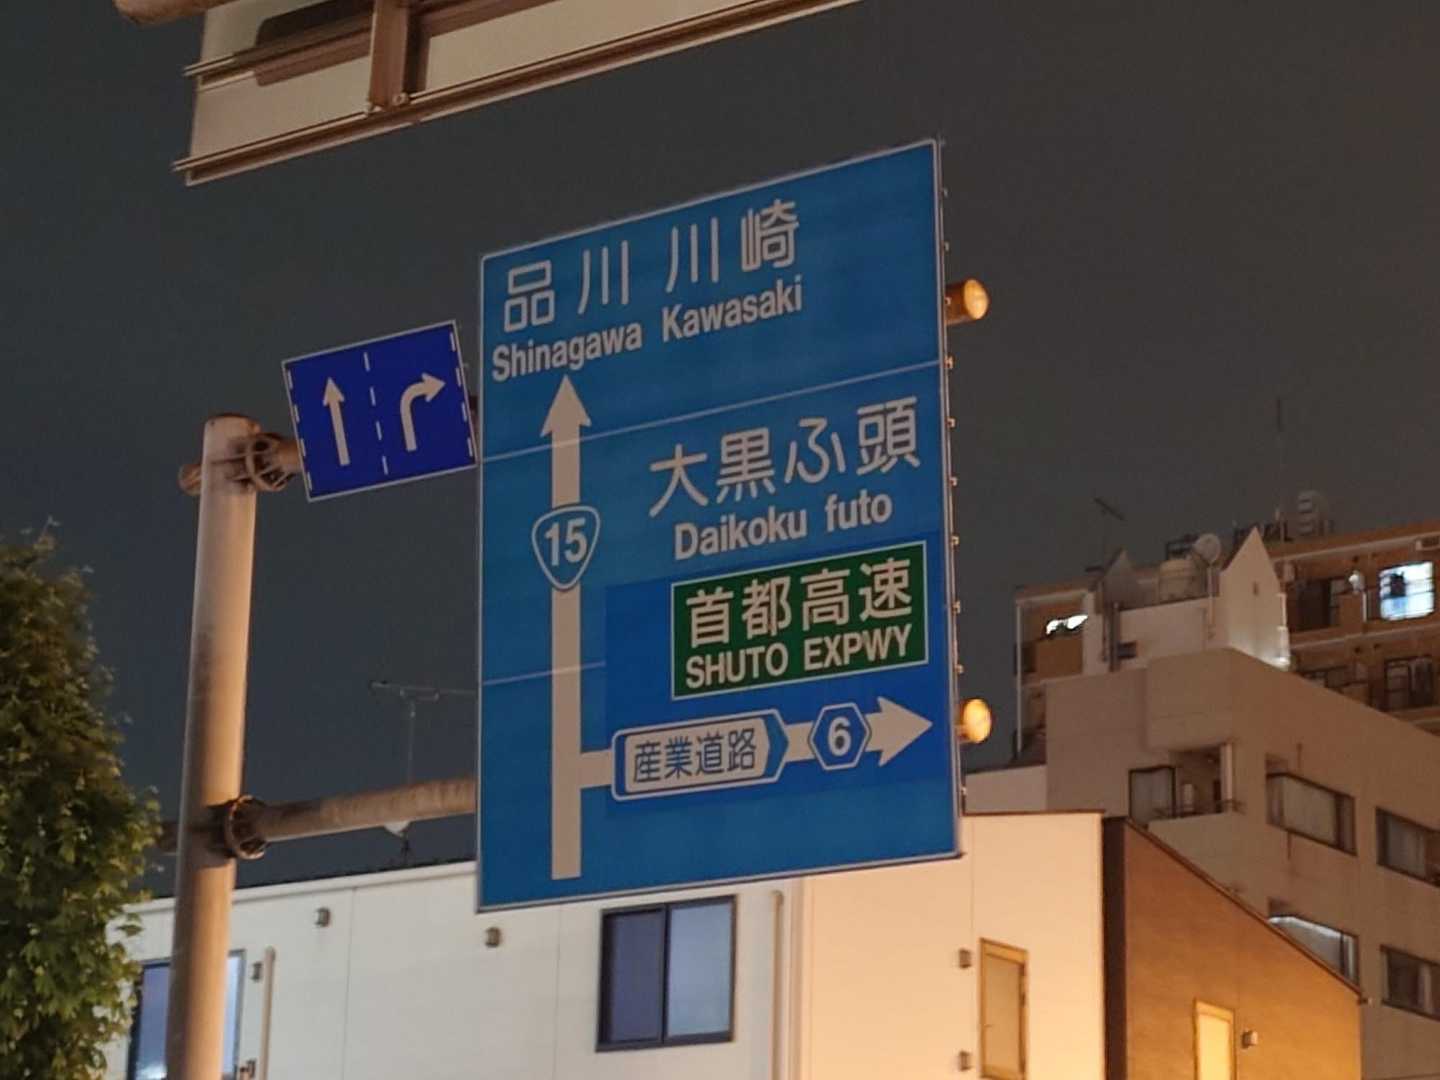 品川 川崎
Shinagawa Kawasaki
大黒ふ頭
Daikoku futo
15
首都高速
SHUTO EXPWY
産業道路 6